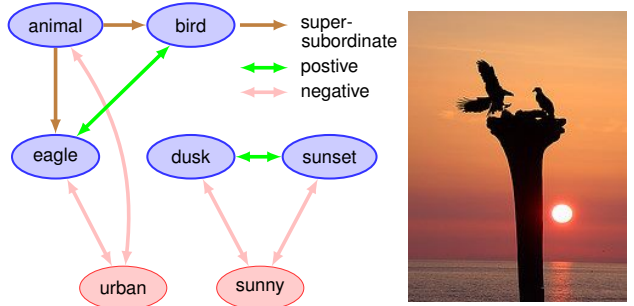 animal
bird
super-
subordinate
postive
negative
eagle
dusk
sunset
urban
sunny